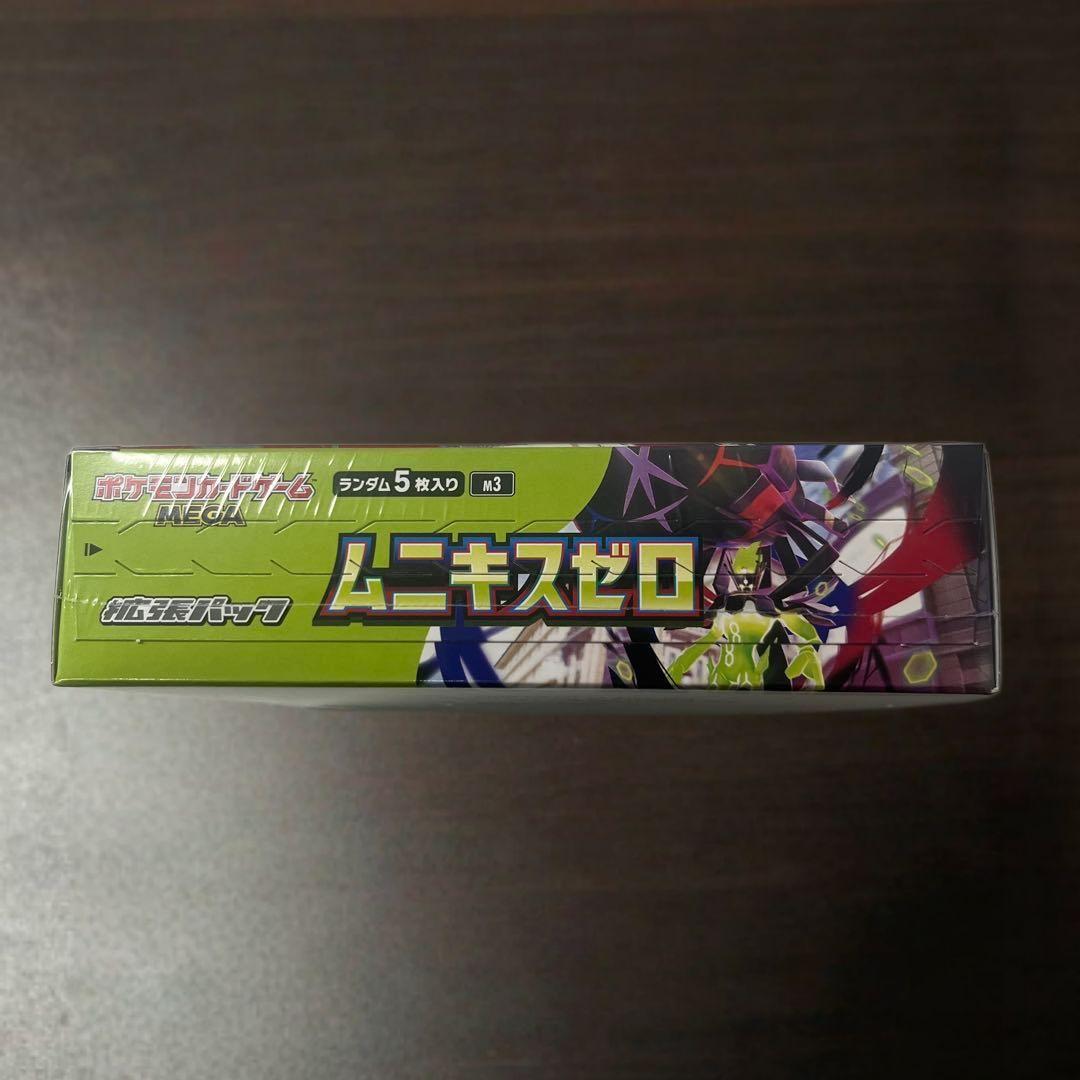 ポケモンカードゲーム
MEGA
ランダム5枚入り M3
拡張パック
ムニキスゼロ